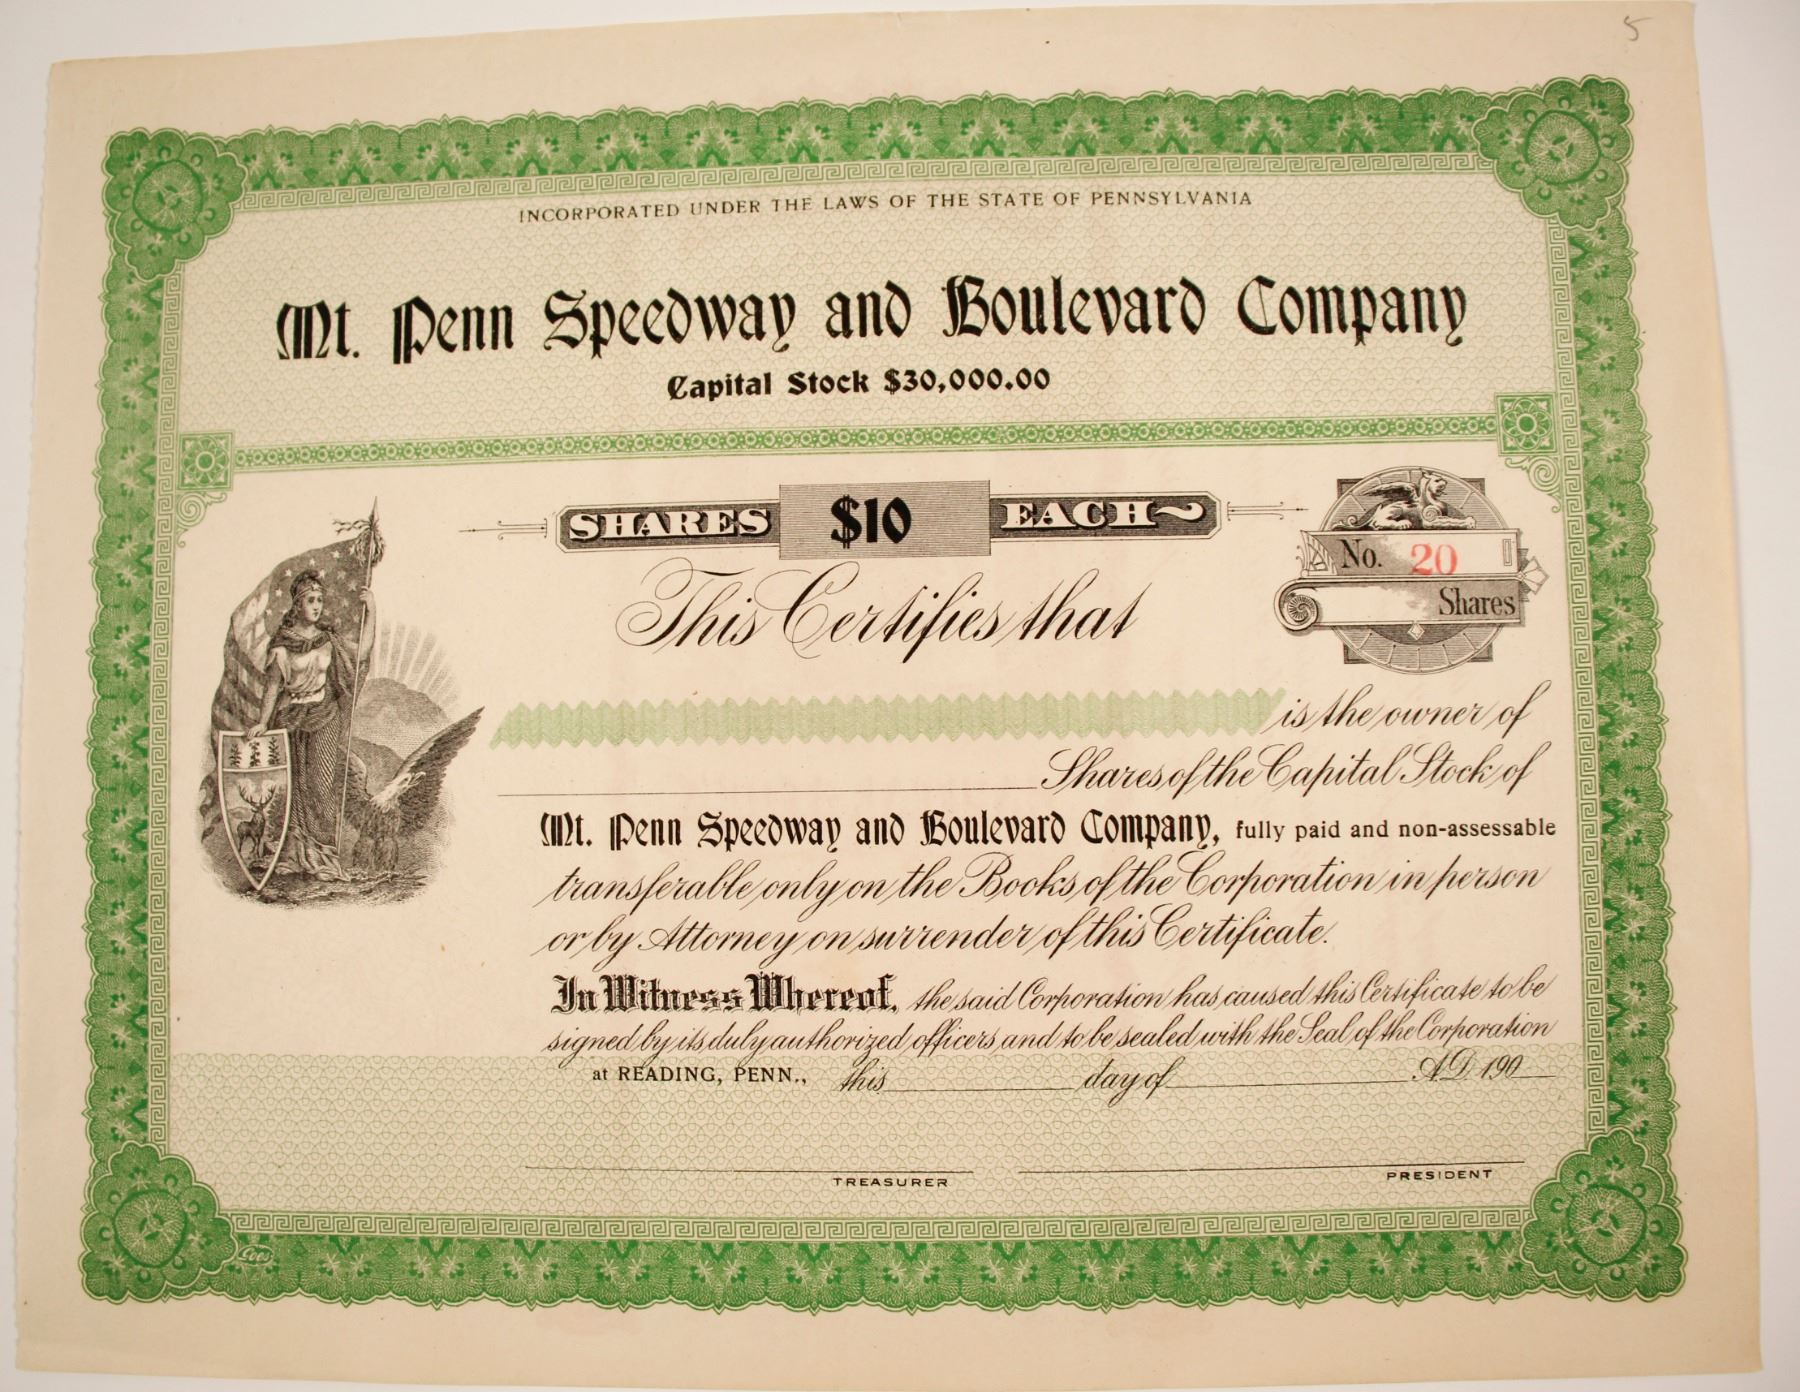 5
INCORPORATED UNDER THE LAWS OF THE STATE OF PENNSYLVANIA
Mt. Penn Speedway and Boulevard Company
Capital Stock $30,000.00
SHARES $10 EACH
No. 20
Shares
This Certifies that
is the owner of
Shares of the Capital Stock of
Mt. Penn Speedway and Boulevard Company, fully paid and non-assessable
transferable only on the Books of the Corporation in person
or by Attorney on surrender of this Certificate.
In Witness Whereof, the said Corporation has caused this Certificate to be
signed by its duly authorized officers and to be sealed with the Seal of the Corporation
at READING, PENN., this day of A.D. 190
TREASURER PRESIDENT
Goes